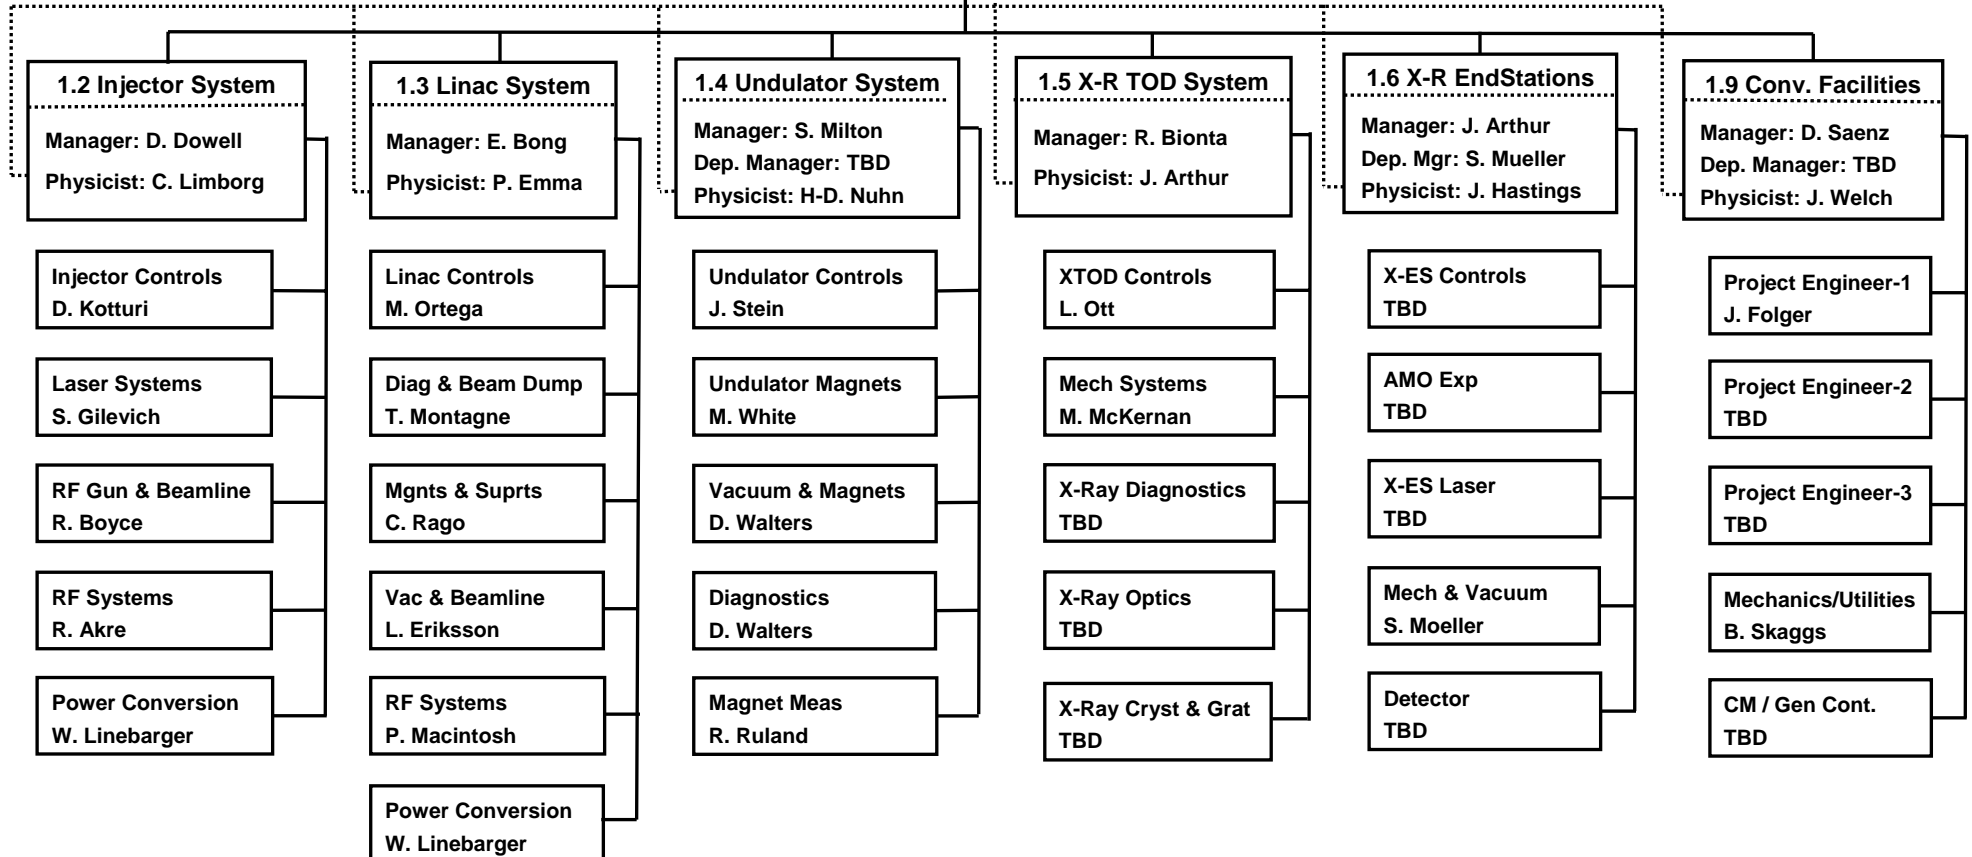 1.2 Injector System
Manager: D. Dowell
Physicist: C. Limborg
Injector Controls
D. Kotturi
Laser Systems
S. Gilevich
RF Gun & Beamline
R. Boyce
RF Systems
R. Akre
Power Conversion
W. Linebarger
1.3 Linac System
Manager: E. Bong
Physicist: P. Emma
Linac Controls
M. Ortega
Diag & Beam Dump
T. Montagne
Mgnts & Suprts
C. Rago
Vac & Beamline
L. Eriksson
RF Systems
P. Macintosh
Power Conversion
W. Linebarger
1.4 Undulator System
Manager: S. Milton
Dep. Manager: TBD
Physicist: H-D. Nuhn
Undulator Controls
J. Stein
Undulator Magnets
M. White
Vacuum & Magnets
D. Walters
Diagnostics
D. Walters
Magnet Meas
R. Ruland
1.5 X-R TOD System
Manager: R. Bionta
Physicist: J. Arthur
XTOD Controls
L. Ott
Mech Systems
M. McKernan
X-Ray Diagnostics
TBD
X-Ray Optics
TBD
X-Ray Cryst & Grat
TBD
1.6 X-R EndStations
Manager: J. Arthur
Dep. Mgr: S. Mueller
Physicist: J. Hastings
X-ES Controls
TBD
AMO Exp
TBD
X-ES Laser
TBD
Mech & Vacuum
S. Moeller
Detector
TBD
1.9 Conv. Facilities
Manager: D. Saenz
Dep. Manager: TBD
Physicist: J. Welch
Project Engineer-1
J. Folger
Project Engineer-2
TBD
Project Engineer-3
TBD
Mechanics/Utilities
B. Skaggs
CM / Gen Cont.
TBD